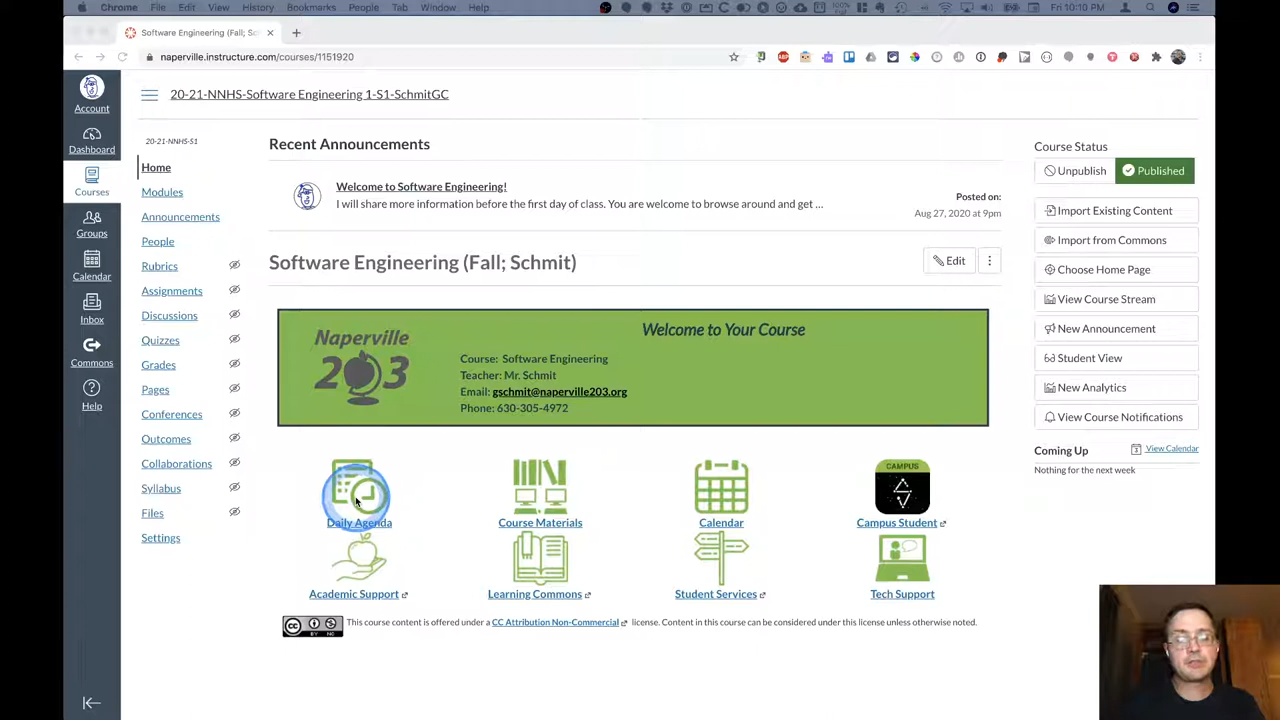 Chrome File Edit View History Bookmarks People Tab Window Help 100% Fri 10:10 PM
Software Engineering (Fall; Sc
naperville.instructure.com/courses/1151920
20-21-NNHS-Software Engineering 1-S1-SchmitGC
Account
Dashboard
Courses
Groups
Calendar
Inbox
Commons
Help
20-21-NNHS-S1
Home
Modules
Announcements
People
Rubrics
Assignments
Discussions
Quizzes
Grades
Pages
Conferences
Outcomes
Collaborations
Syllabus
Files
Settings
Recent Announcements
Welcome to Software Engineering!
I will share more information before the first day of class. You are welcome to browse around and get ...
Posted on:
Aug 27, 2020 at 9pm
Software Engineering (Fall; Schmit)
Edit
Naperville
203
Welcome to Your Course
Course: Software Engineering
Teacher: Mr. Schmit
Email: gschmit@naperville203.org
Phone: 630-305-4972
Daily Agenda
Course Materials
Calendar
CAMPUS
Campus Student
Academic Support
Learning Commons
Student Services
Tech Support
CC BY NC
This course content is offered under a CC Attribution Non-Commercial license. Content in this course can be considered under this license unless otherwise noted.
Course Status
Unpublish
Published
Import Existing Content
Import from Commons
Choose Home Page
View Course Stream
New Announcement
Student View
New Analytics
View Course Notifications
Coming Up
View Calendar
Nothing for the next week